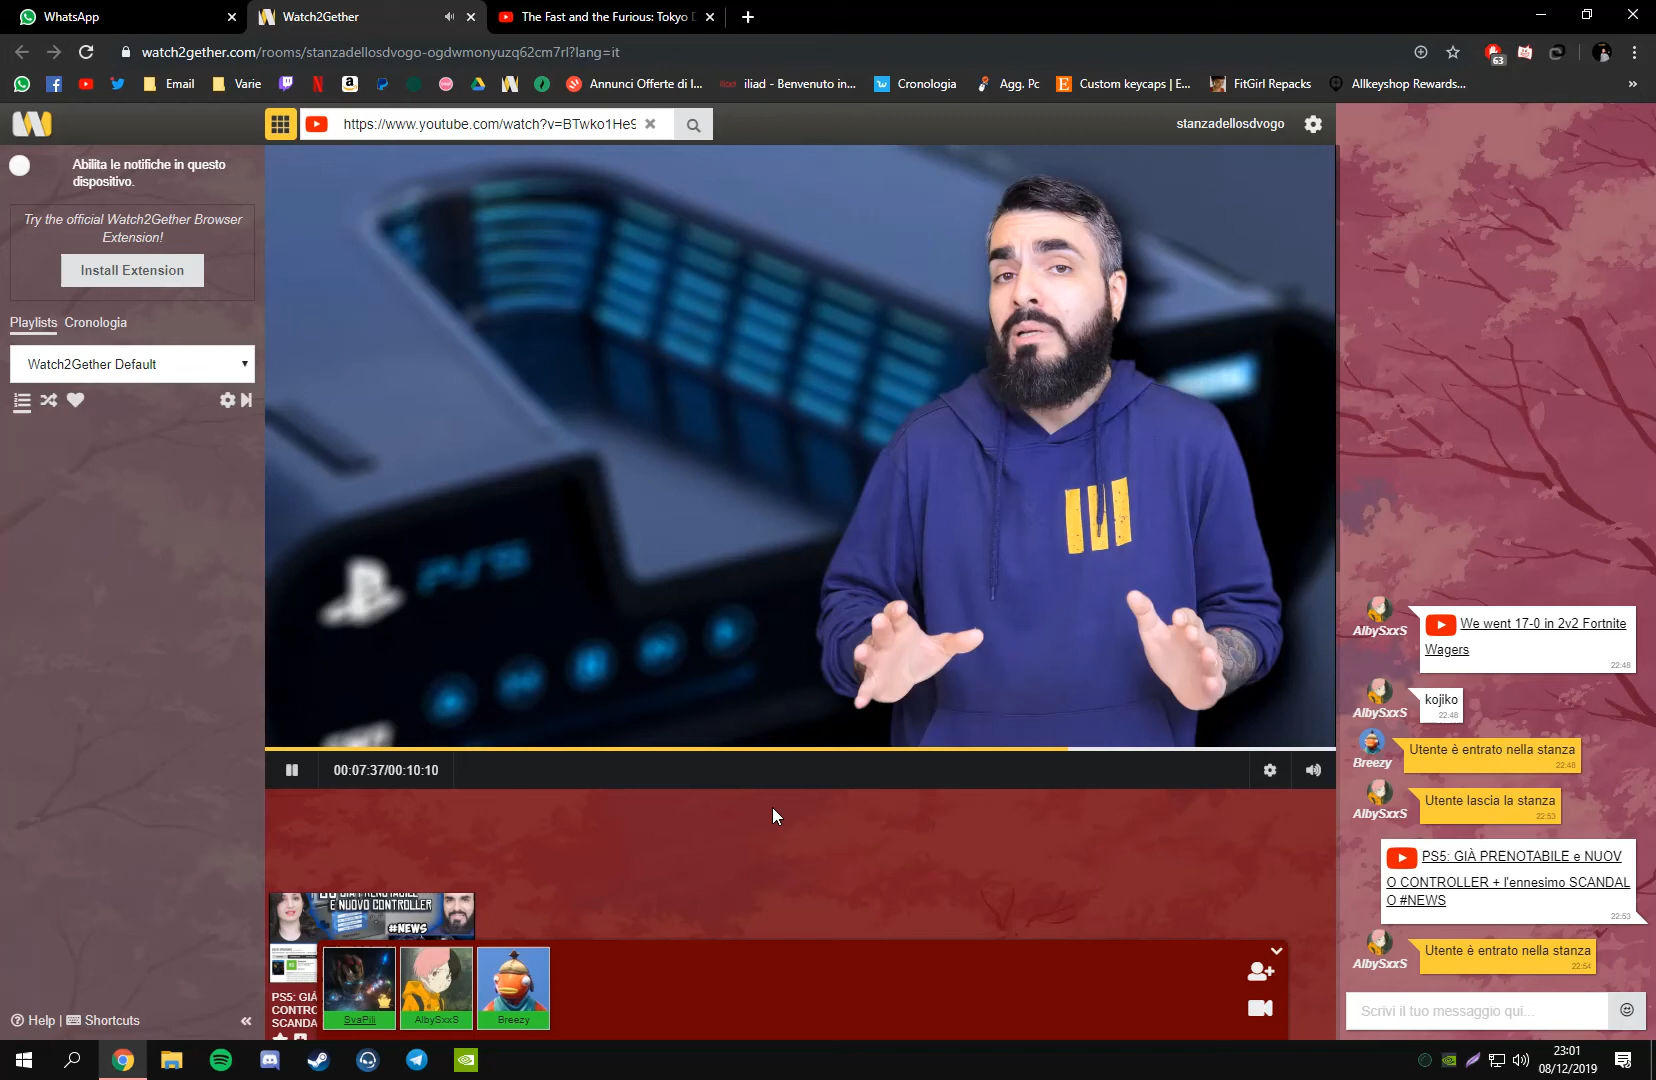 WhatsApp
Watch2Gether
The Fast and the Furious: Tokyo D
watch2gether.com/rooms/stanzadellosdvogo-ogdwmonyuzq62cm7rl?lang=it
63
Email
Varie
Annunci Offerte di l...
iliad - Benvenuto in...
Cronologia
Agg. Pc
Custom keycaps | E...
FitGirl Repacks
Allkeyshop Rewards...
https://www.youtube.com/watch?v=BTwko1He9
stanzadellosdvogo
Abilita le notifiche in questo
dispositivo.
Try the official Watch2Gether Browser
Extension!
Install Extension
Playlists Cronologia
Watch2Gether Default
PS5
00:07:37/00:10:10
AlbySxxS
We went 17-0 in 2v2 Fortnite
Wagers
22:48
AlbySxxS
kojiko
22:48
Breezy
Utente è entrato nella stanza
22:48
AlbySxxS
Utente lascia la stanza
22:53
PS5: GIÀ PRENOTABILE e NUOV
O CONTROLLER + l'ennesimo SCANDAL
O #NEWS
22:53
AlbySxxS
Utente è entrato nella stanza
22:54
Scrivi il tuo messaggio qui...
E NUOVO CONTROLLER
#NEWS
PS5: GIÀ
CONTRO
SCANDA
SvaPili
AlbySxxS
Breezy
Help | Shortcuts
23:01
08/12/2019